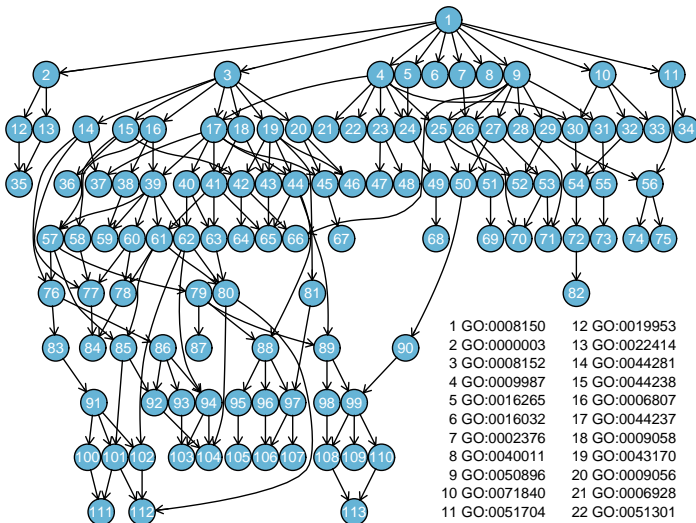 1
2 3 4 5 6 7 8 9 10 11
12 13 14 15 16 17 18 19 20 21 22 23 24 25 26 27 28 29 30 31 32 33 34
35 36 37 38 39 40 41 42 43 44 45 46 47 48 49 50 51 52 53 54 55 56
57 58 59 60 61 62 63 64 65 66 67 68 69 70 71 72 73 74 75
76 77 78 79 80 81 82
83 84 85 86 87 88 89 90
91 92 93 94 95 96 97 98 99
100 101 102 103 104 105 106 107 108 109 110
111 112 113
1 GO:0008150 12 GO:0019953
2 GO:0000003 13 GO:0022414
3 GO:0008152 14 GO:0044281
4 GO:0009987 15 GO:0044238
5 GO:0016265 16 GO:0006807
6 GO:0016032 17 GO:0044237
7 GO:0002376 18 GO:0009058
8 GO:0040011 19 GO:0043170
9 GO:0050896 20 GO:0009056
10 GO:0071840 21 GO:0006928
11 GO:0051704 22 GO:0051301